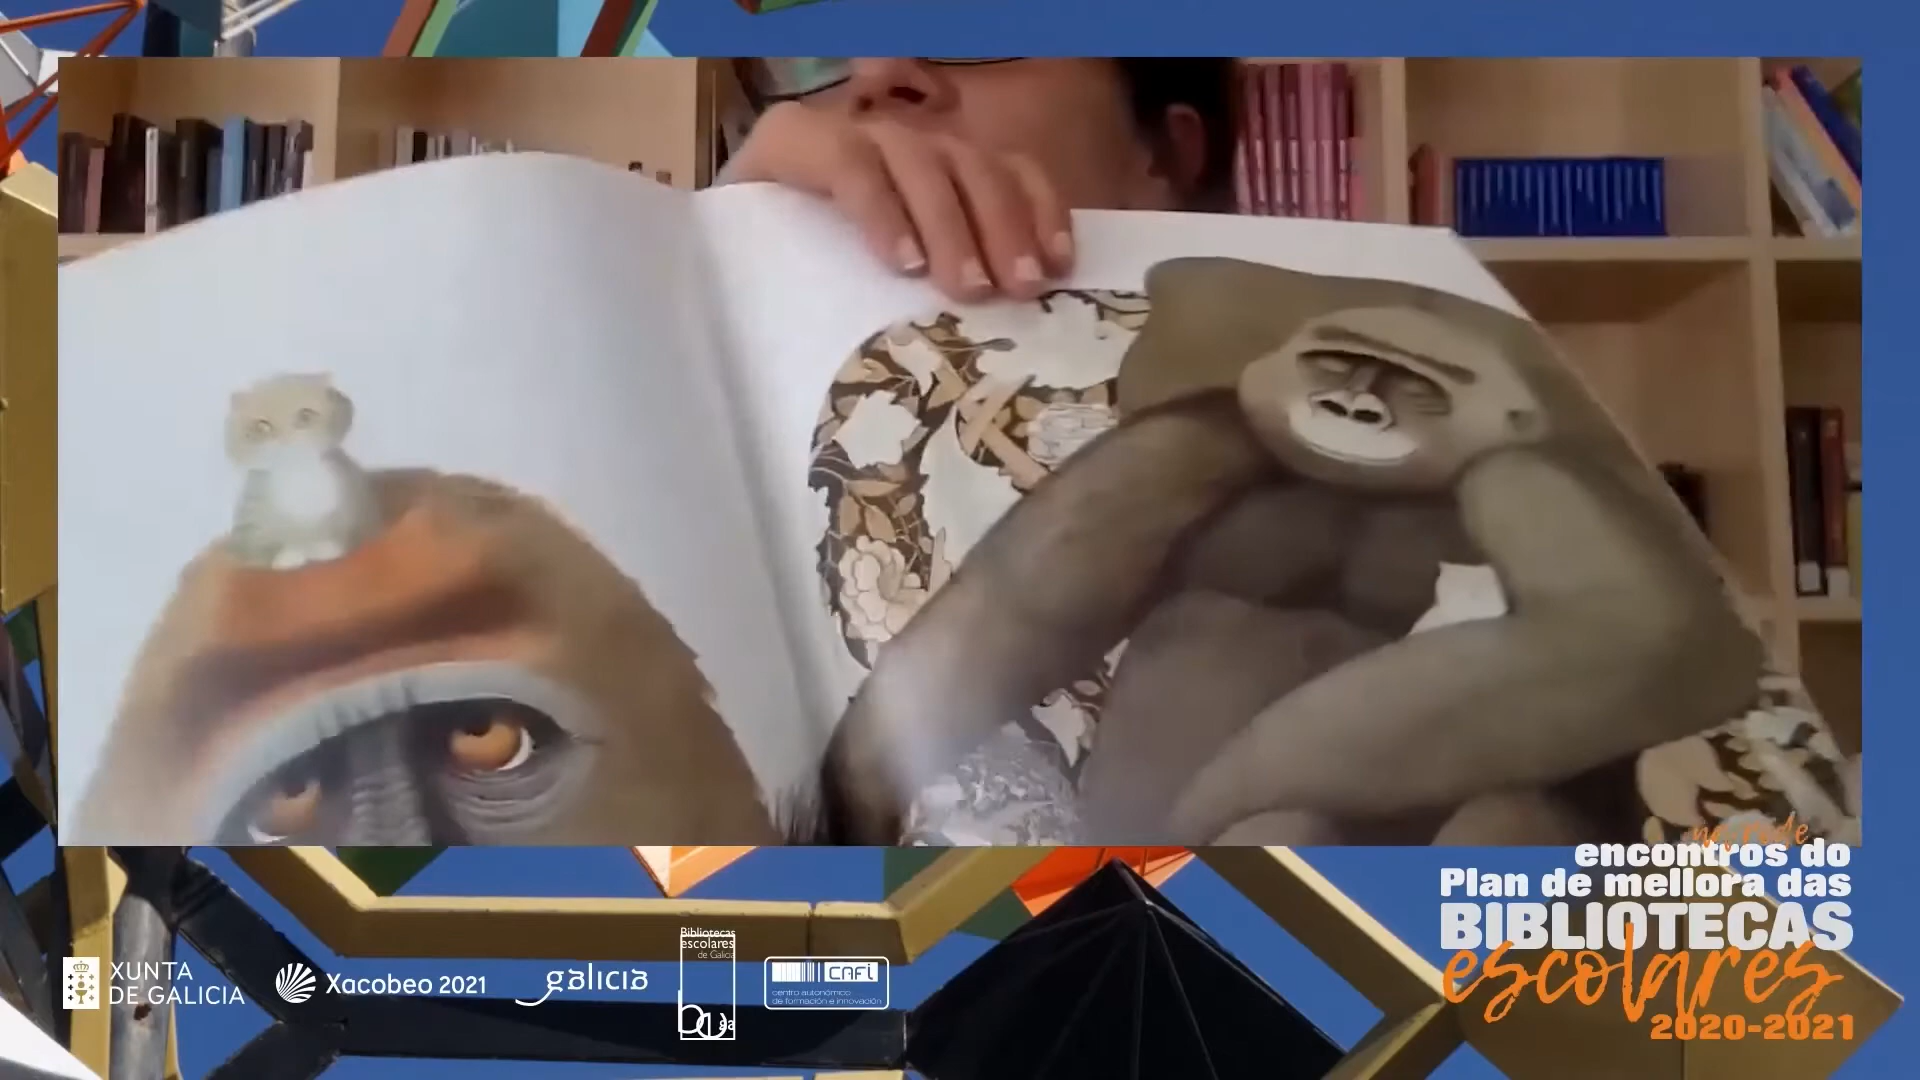 na rede
encontros do
Plan de mellora das
BIBLIOTECAS
escolares
2020-2021
XUNTA
DE GALICIA
Xacobeo 2021
galicia
Bibliotecas
escolares
de Galicia
CAFi
centro autonómico
de formación e innovación